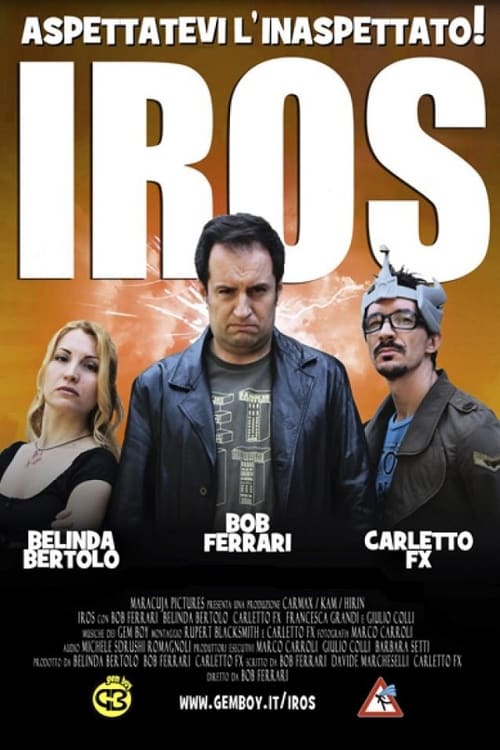 ASPETTATEVI L'INASPETTATO!
IROS
BELINDA BERTOLO
BOB FERRARI
CARLETTO FX
MARACUJA PICTURES PRESENTA UNA PRODUZIONE CARMAX / KAM / HIRIN
IROS CON BOB FERRARI BELINDA BERTOLO CARLETTO FX FRANCESCA GRANDI E GIULIO COLLI
MUSICHE DEI GEM BOY MONTAGGIO RUPERT BLACKSMITH E CARLETTO FX FOTOGRAFIA MARCO CARROLI
AUDIO MICHELE SDRUSHI ROMAGNOLI PRODUTTORI ESECUTIVI MARCO CARROLI GIULIO COLLI BARBARA SETTI
PRODOTTO DA BELINDA BERTOLO BOB FERRARI CARLETTO FX SCRITTO DA BOB FERRARI DAVIDE MARCHESELLI CARLETTO FX
DIRETTO DA BOB FERRARI
gem boy
GB
WWW.GEMBOY.IT/IROS